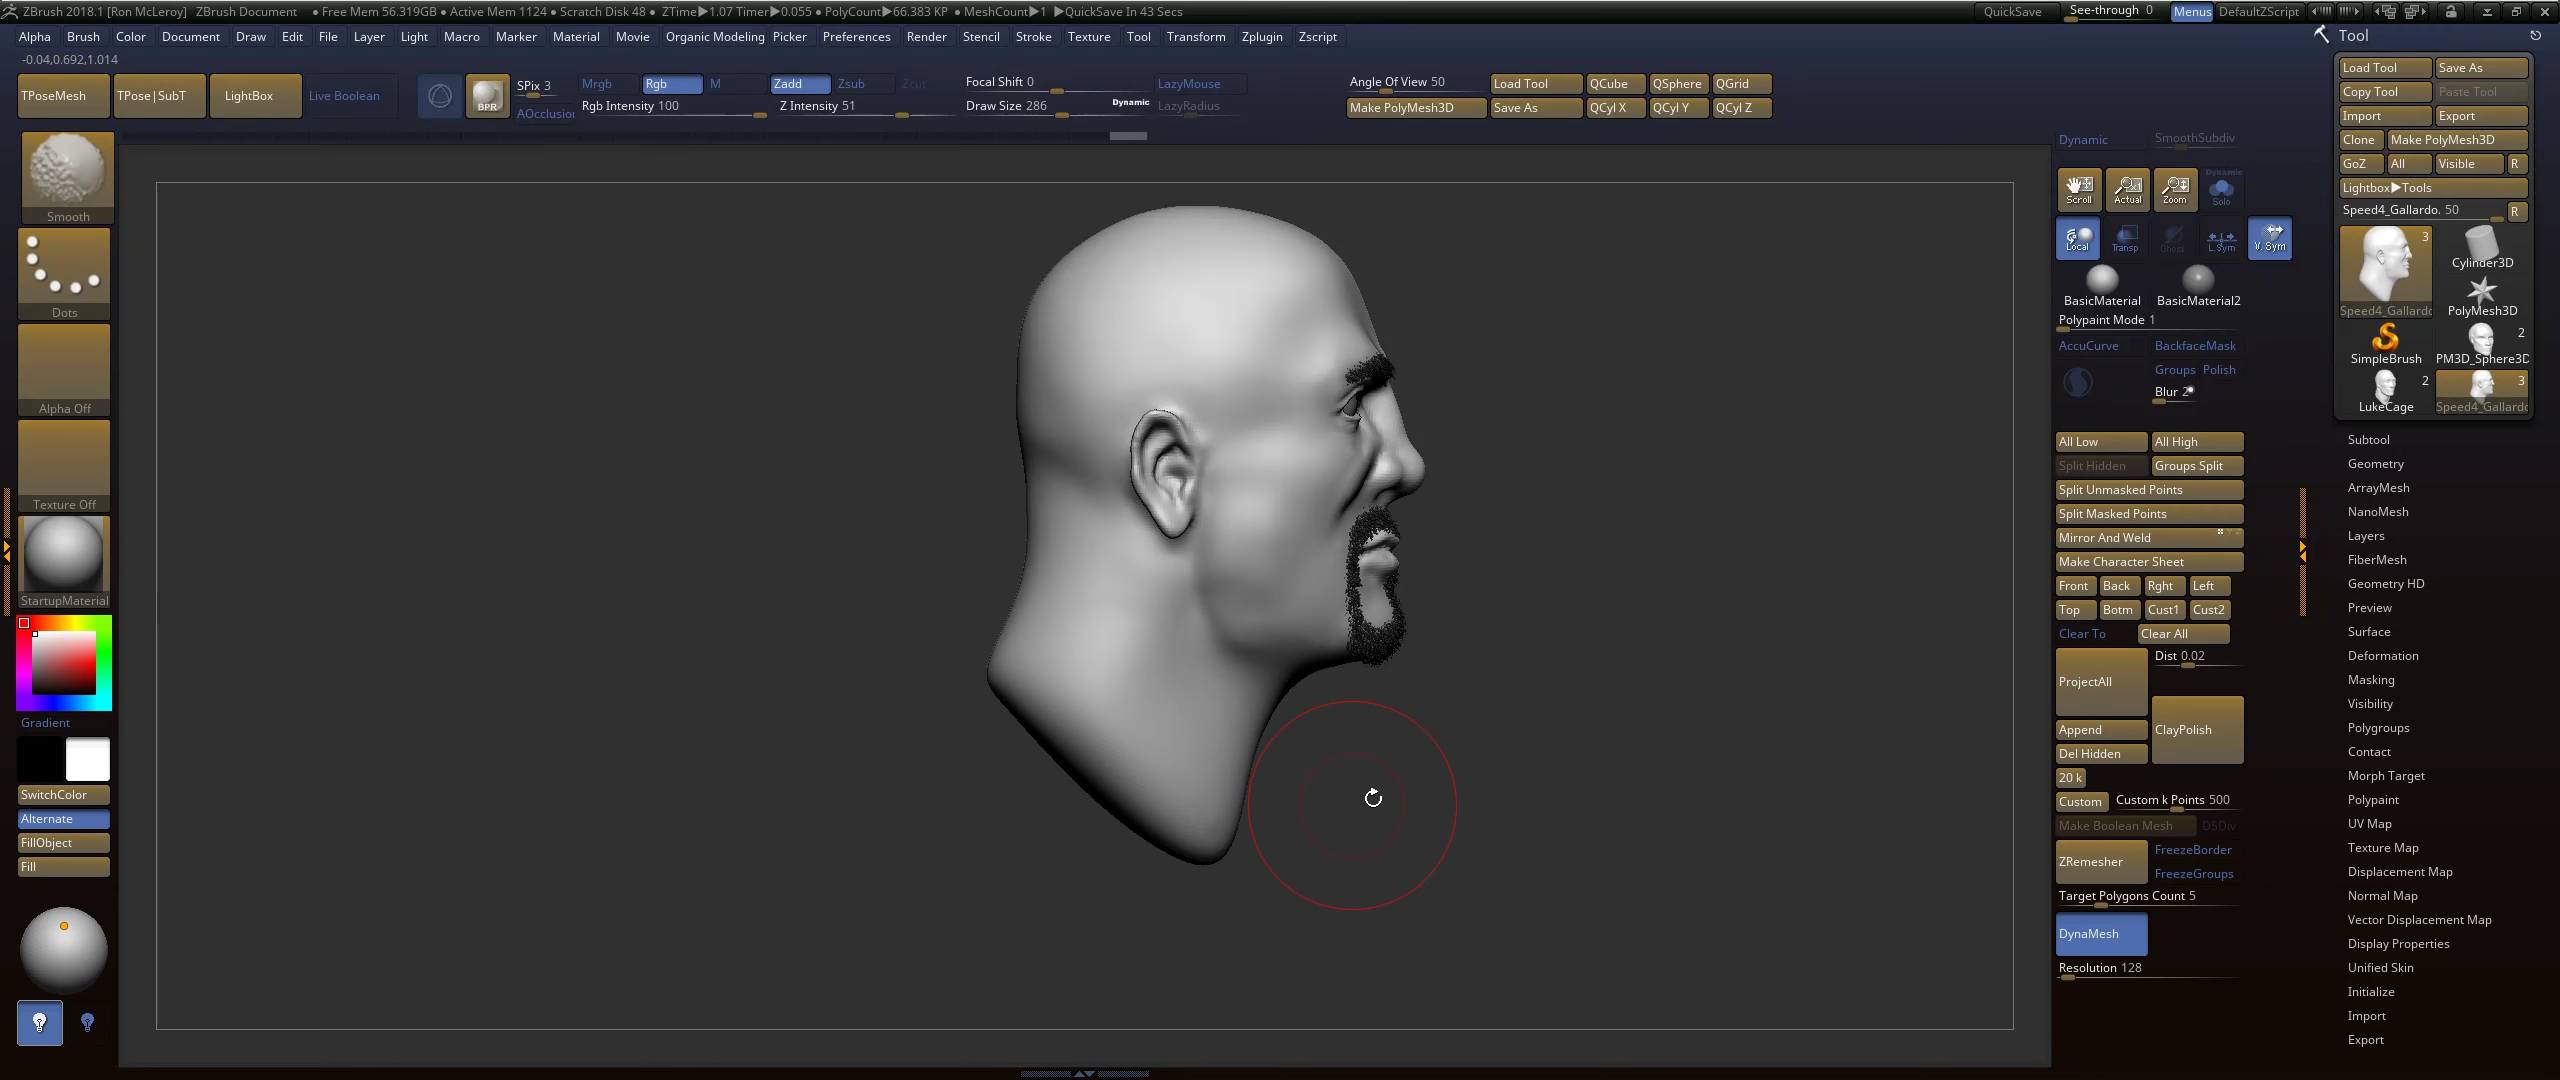 ZBrush 2018.1 [Ron McLeroy] ZBrush Document ● Free Mem 56.319GB ● Active Mem 1124 ● Scratch Disk 48 ● ZTime▶1.07 Timer▶0.055 ● PolyCount▶66.383 KP ● MeshCount▶1 ▶QuickSave In 43 Secs QuickSave See-through 0 Menus DefaultZScript
Alpha Brush Color Document Draw Edit File Layer Light Macro Marker Material Movie Organic Modeling Picker Preferences Render Stencil Stroke Texture Tool Transform Zplugin Zscript
-0.04,0.692,1.014
TPoseMesh TPose|SubT LightBox Live Boolean
BPR
SPix 3
AOcclusion
Mrgb Rgb M Zadd Zsub Zcut
Rgb Intensity 100 Z Intensity 51
Focal Shift 0
Draw Size 286 Dynamic
LazyMouse
LazyRadius
Angle Of View 50 Load Tool QCube QSphere QGrid
Make PolyMesh3D Save As QCyl X QCyl Y QCyl Z
Smooth
Dots
Alpha Off
Texture Off
StartupMaterial
Gradient
SwitchColor
Alternate
FillObject
Fill
Dynamic SmoothSubdiv
Scroll Actual Zoom Dynamic Solo
Local Transp Ghost L.Sym V. Sym
BasicMaterial BasicMaterial2
Polypaint Mode 1
AccuCurve BackfaceMask
Groups Polish
Blur 2
All Low All High
Split Hidden Groups Split
Split Unmasked Points
Split Masked Points
Mirror And Weld
Make Character Sheet
Front Back Rght Left
Top Botm Cust1 Cust2
Clear To Clear All
ProjectAll Dist 0.02
Append ClayPolish
Del Hidden
20 k
Custom Custom k Points 500
Make Boolean Mesh DSDiv
ZRemesher FreezeBorder
FreezeGroups
Target Polygons Count 5
DynaMesh
Resolution 128
Tool
Load Tool Save As
Copy Tool Paste Tool
Import Export
Clone Make PolyMesh3D
GoZ All Visible R
Lightbox▶Tools
Speed4_Gallardo. 50 R
3
Speed4_Gallardo Cylinder3D
PolyMesh3D
SimpleBrush 2 PM3D_Sphere3D
2 LukeCage 3 Speed4_Gallardo
Subtool
Geometry
ArrayMesh
NanoMesh
Layers
FiberMesh
Geometry HD
Preview
Surface
Deformation
Masking
Visibility
Polygroups
Contact
Morph Target
Polypaint
UV Map
Texture Map
Displacement Map
Normal Map
Vector Displacement Map
Display Properties
Unified Skin
Initialize
Import
Export